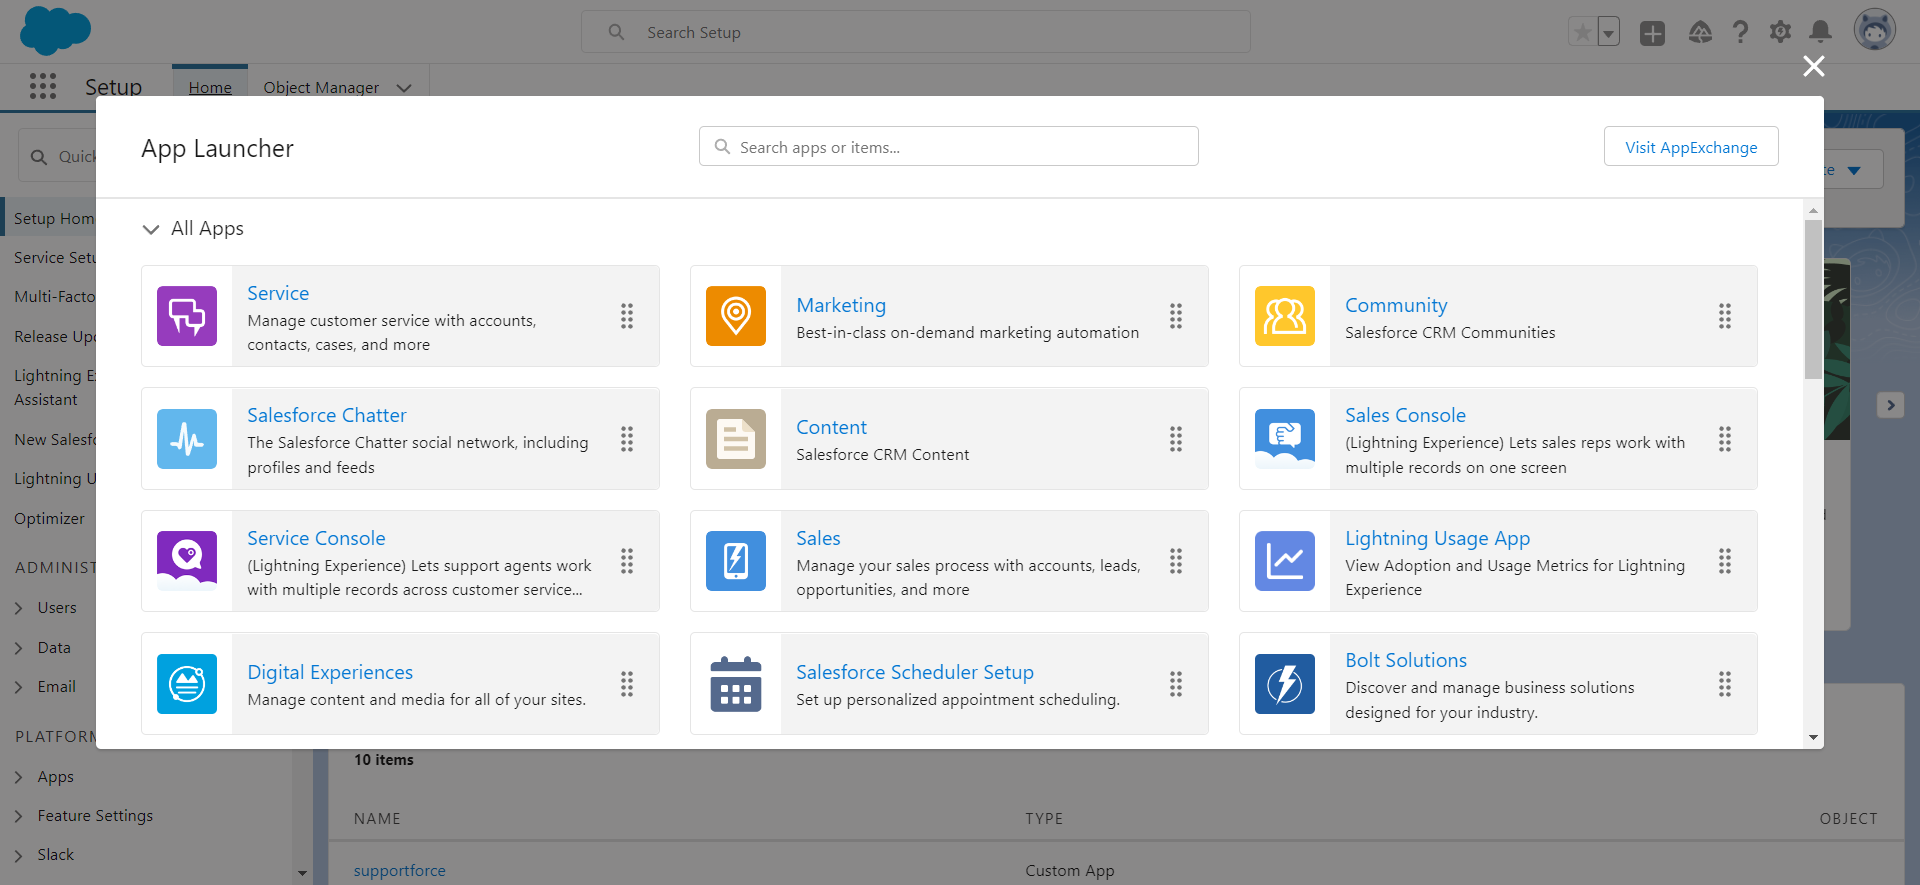 Search Setup
Setup
Home
Object Manager
App Launcher
Search apps or items...
Visit AppExchange
Quick
Setup Hom
Service Setu
Multi-Facto
Release Upd
Lightning E
Assistant
New Salesfo
Lightning U
Optimizer
ADMINIST
Users
Data
Email
PLATFORM
Apps
Feature Settings
Slack
All Apps
Service
Manage customer service with accounts,
contacts, cases, and more
Marketing
Best-in-class on-demand marketing automation
Community
Salesforce CRM Communities
Salesforce Chatter
The Salesforce Chatter social network, including
profiles and feeds
Content
Salesforce CRM Content
Sales Console
(Lightning Experience) Lets sales reps work with
multiple records on one screen
Service Console
(Lightning Experience) Lets support agents work
with multiple records across customer service...
Sales
Manage your sales process with accounts, leads,
opportunities, and more
Lightning Usage App
View Adoption and Usage Metrics for Lightning
Experience
Digital Experiences
Manage content and media for all of your sites.
Salesforce Scheduler Setup
Set up personalized appointment scheduling.
Bolt Solutions
Discover and manage business solutions
designed for your industry.
10 items
NAME
TYPE
OBJECT
supportforce
Custom App